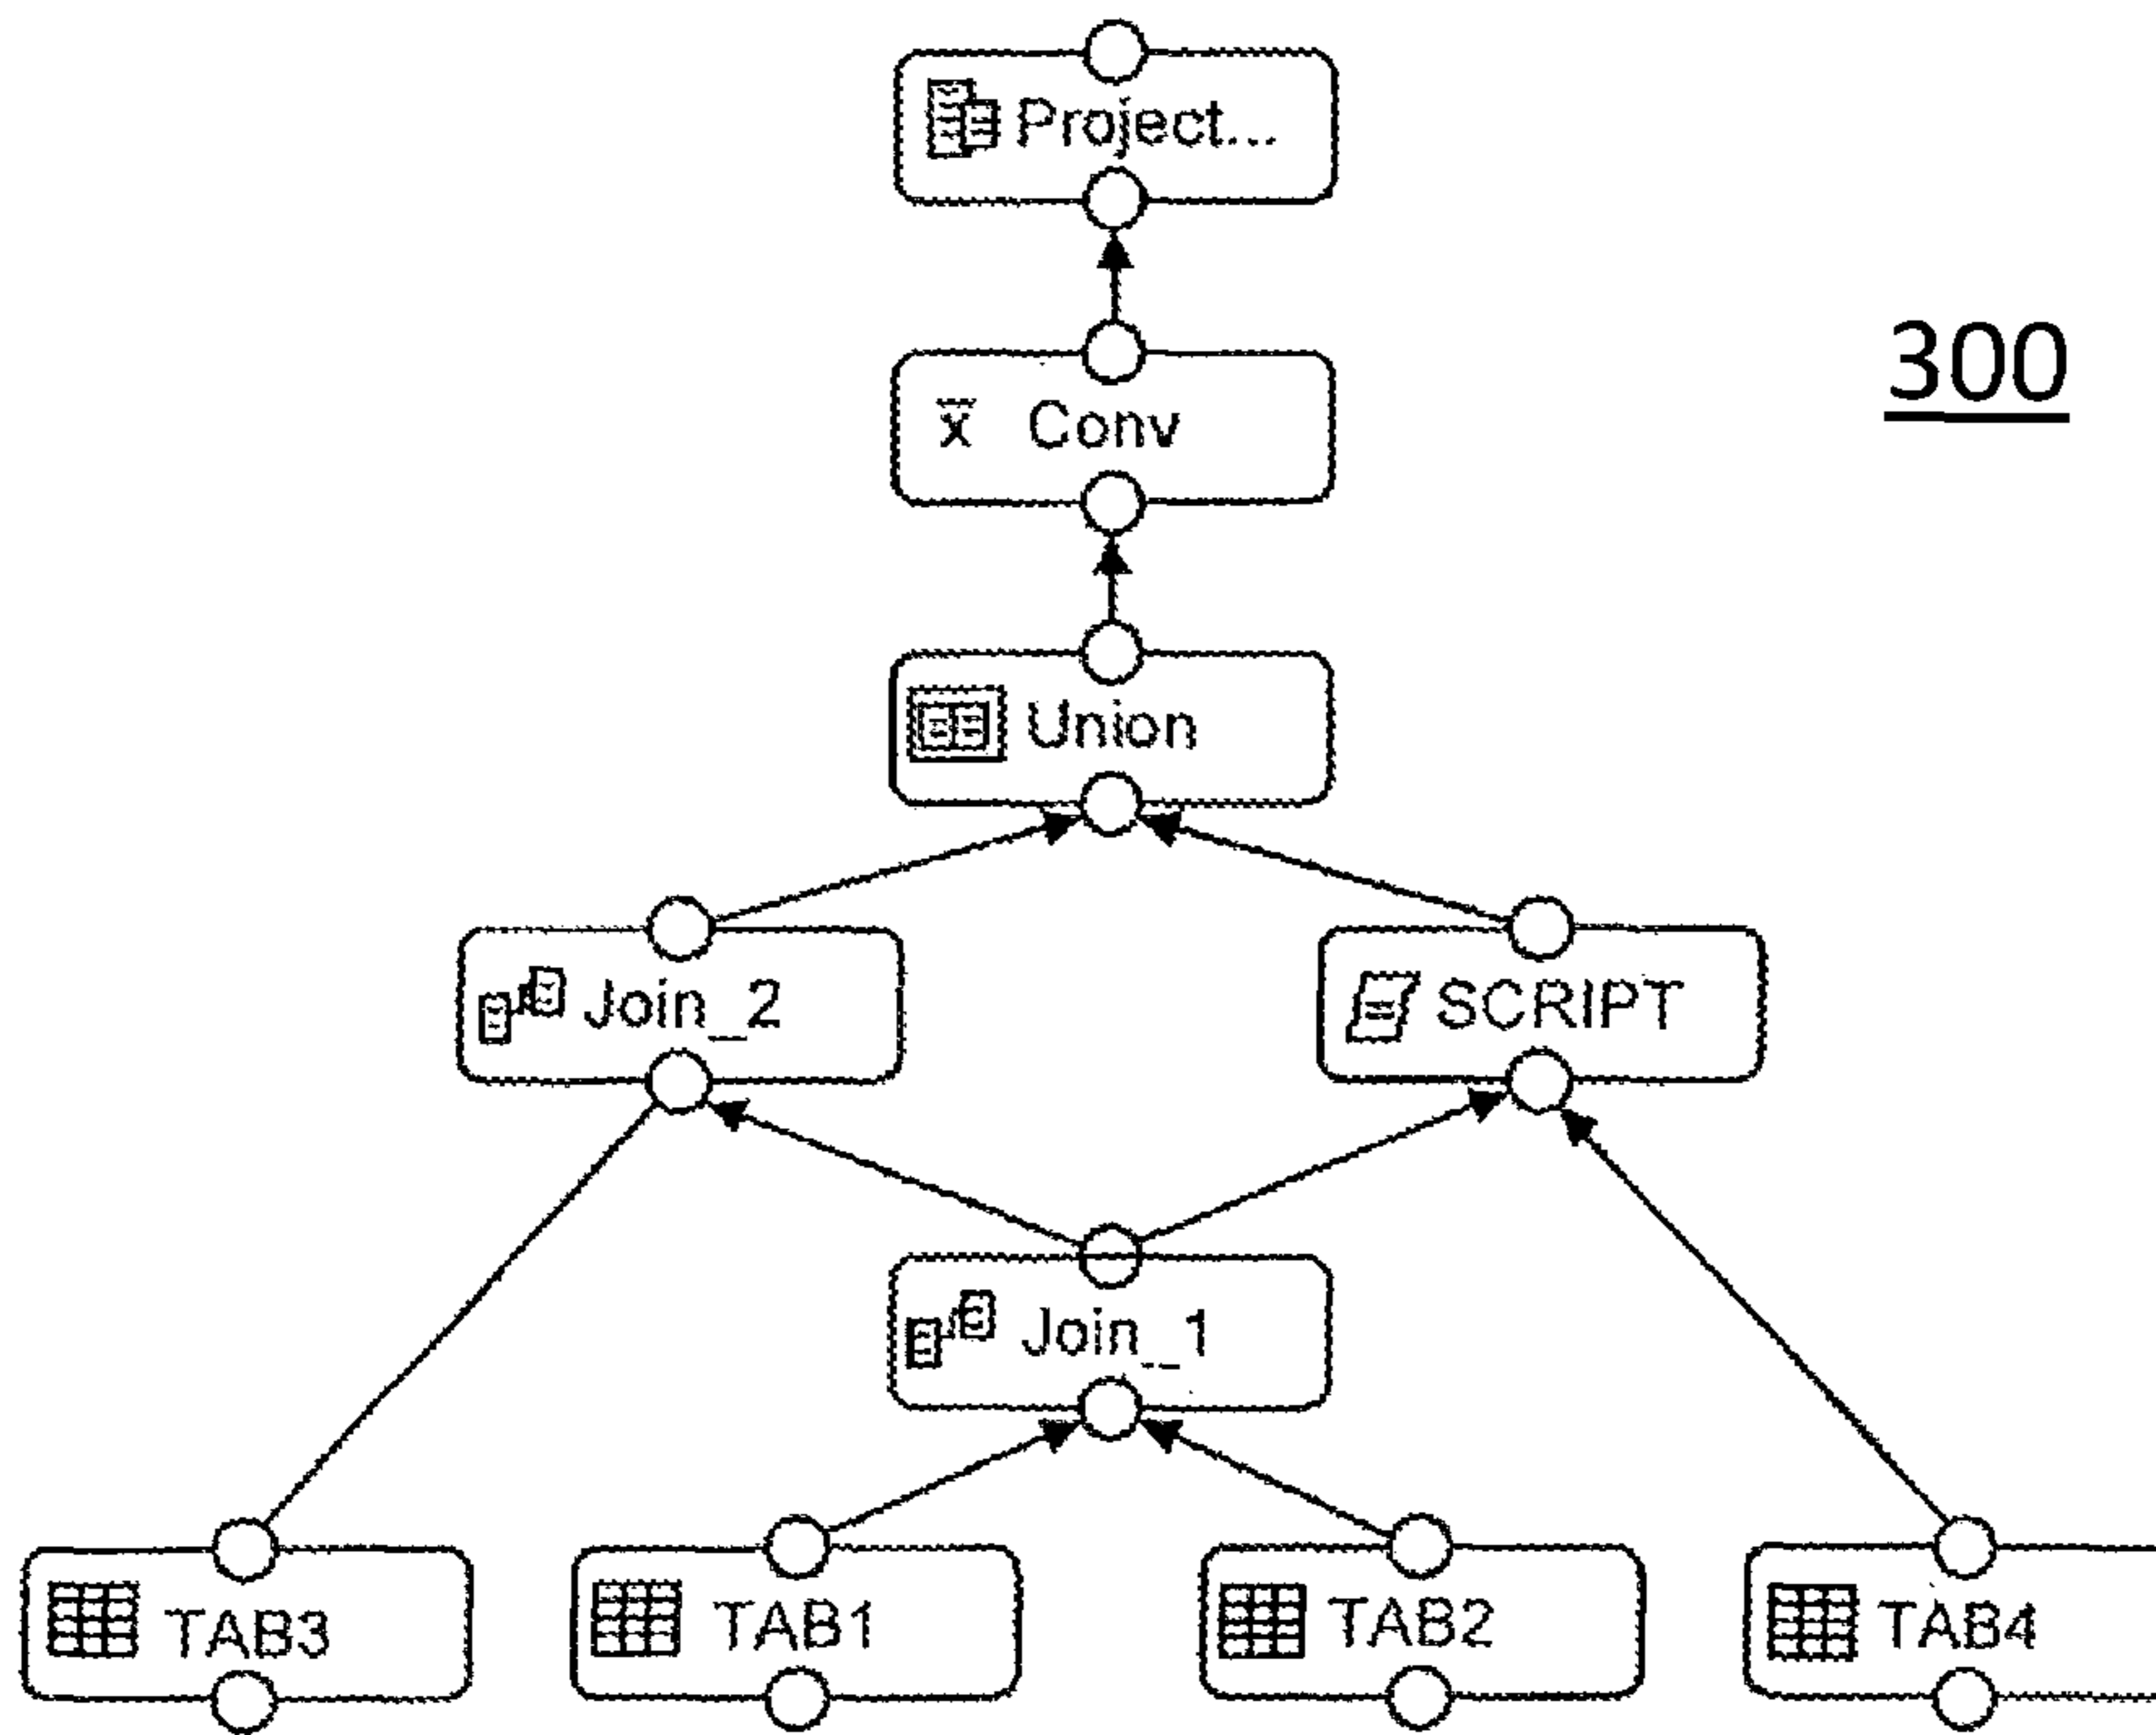 Project...
300
x̅ Conv
Union
Join_2
SCRIPT
Join_1
TAB3
TAB1
TAB2
TAB4